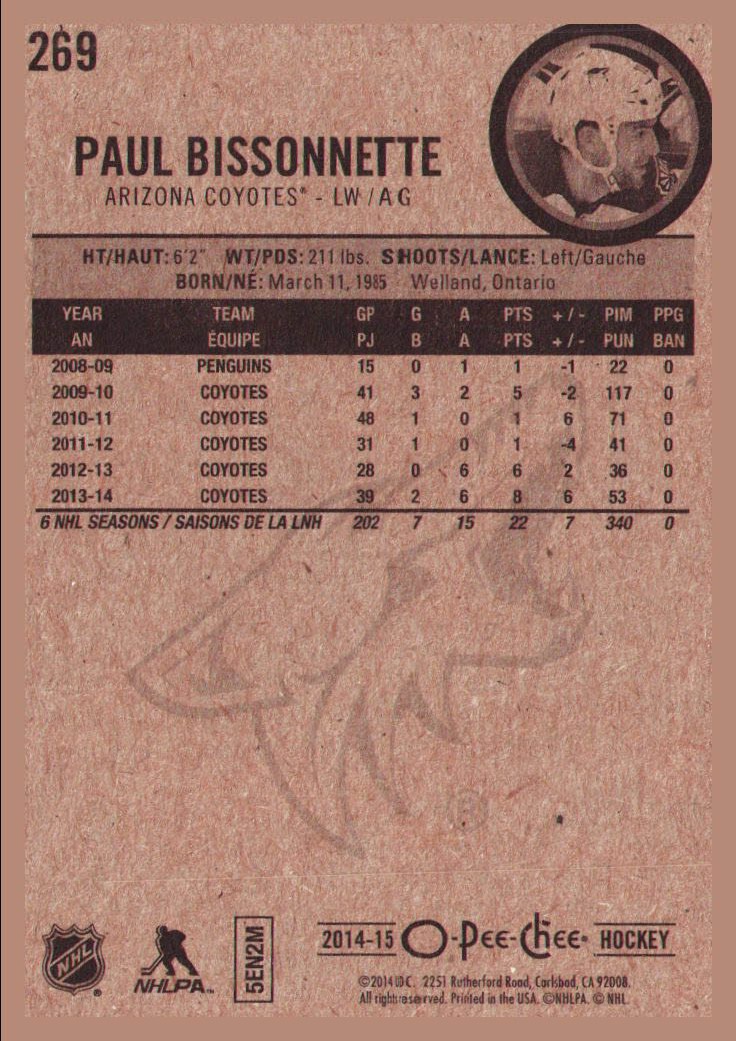 269
PAUL BISSONNETTE
ARIZONA COYOTES® - LW / AG
HT/HAUT: 6'2" WT/PDS: 211 lbs. SHOOTS/LANCE: Left/Gauche
BORN/NÉ: March 11, 1985 Welland, Ontario
YEAR TEAM GP G A PTS +/- PIM PPG
AN ÉQUIPE PJ B A PTS +/- PUN BAN
2008-09 PENGUINS 15 0 1 1 -1 22 0
2009-10 COYOTES 41 3 2 5 -2 117 0
2010-11 COYOTES 48 1 0 1 6 71 0
2011-12 COYOTES 31 1 0 1 -4 41 0
2012-13 COYOTES 28 0 6 6 2 36 0
2013-14 COYOTES 39 2 6 8 6 53 0
6 NHL SEASONS / SAISONS DE LA LNH 202 7 15 22 7 340 0
®
NHL ®
NHLPA™
5EN2M
2014-15 O-Pee-Chee® HOCKEY
©2014 UDC. 2251 Rutherford Road, Carlsbad, CA 92008.
All rights reserved. Printed in the USA. ©NHLPA. © NHL